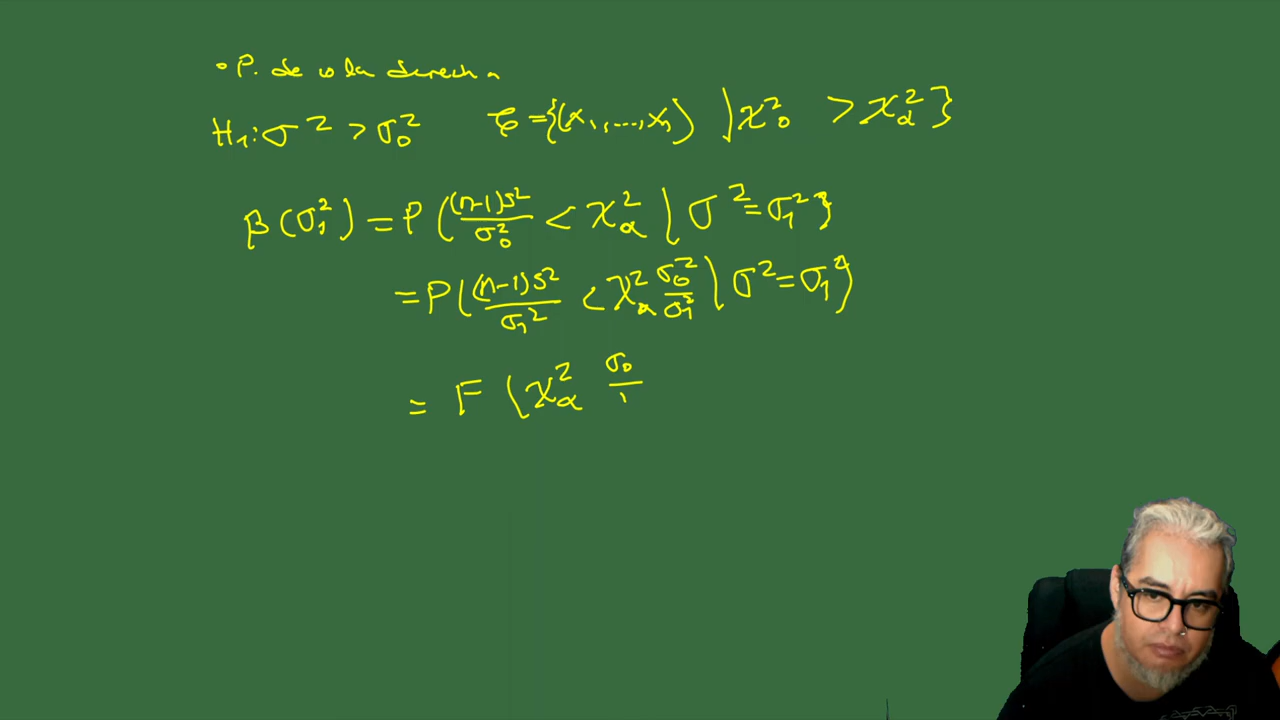 • P. de cola derecha
H₁: σ² > σ₀² 𝒞 = {(x₁,...,xₙ) | χ²₀ > χ²_α}
β(σ₁²) = P((n-1)s²/σ₀² < χ²_α | σ² = σ₁²)
= P((n-1)s²/σ₁² < χ²_α σ₀²/σ₁² | σ² = σ₁²)
= F(χ²_α σ₀/